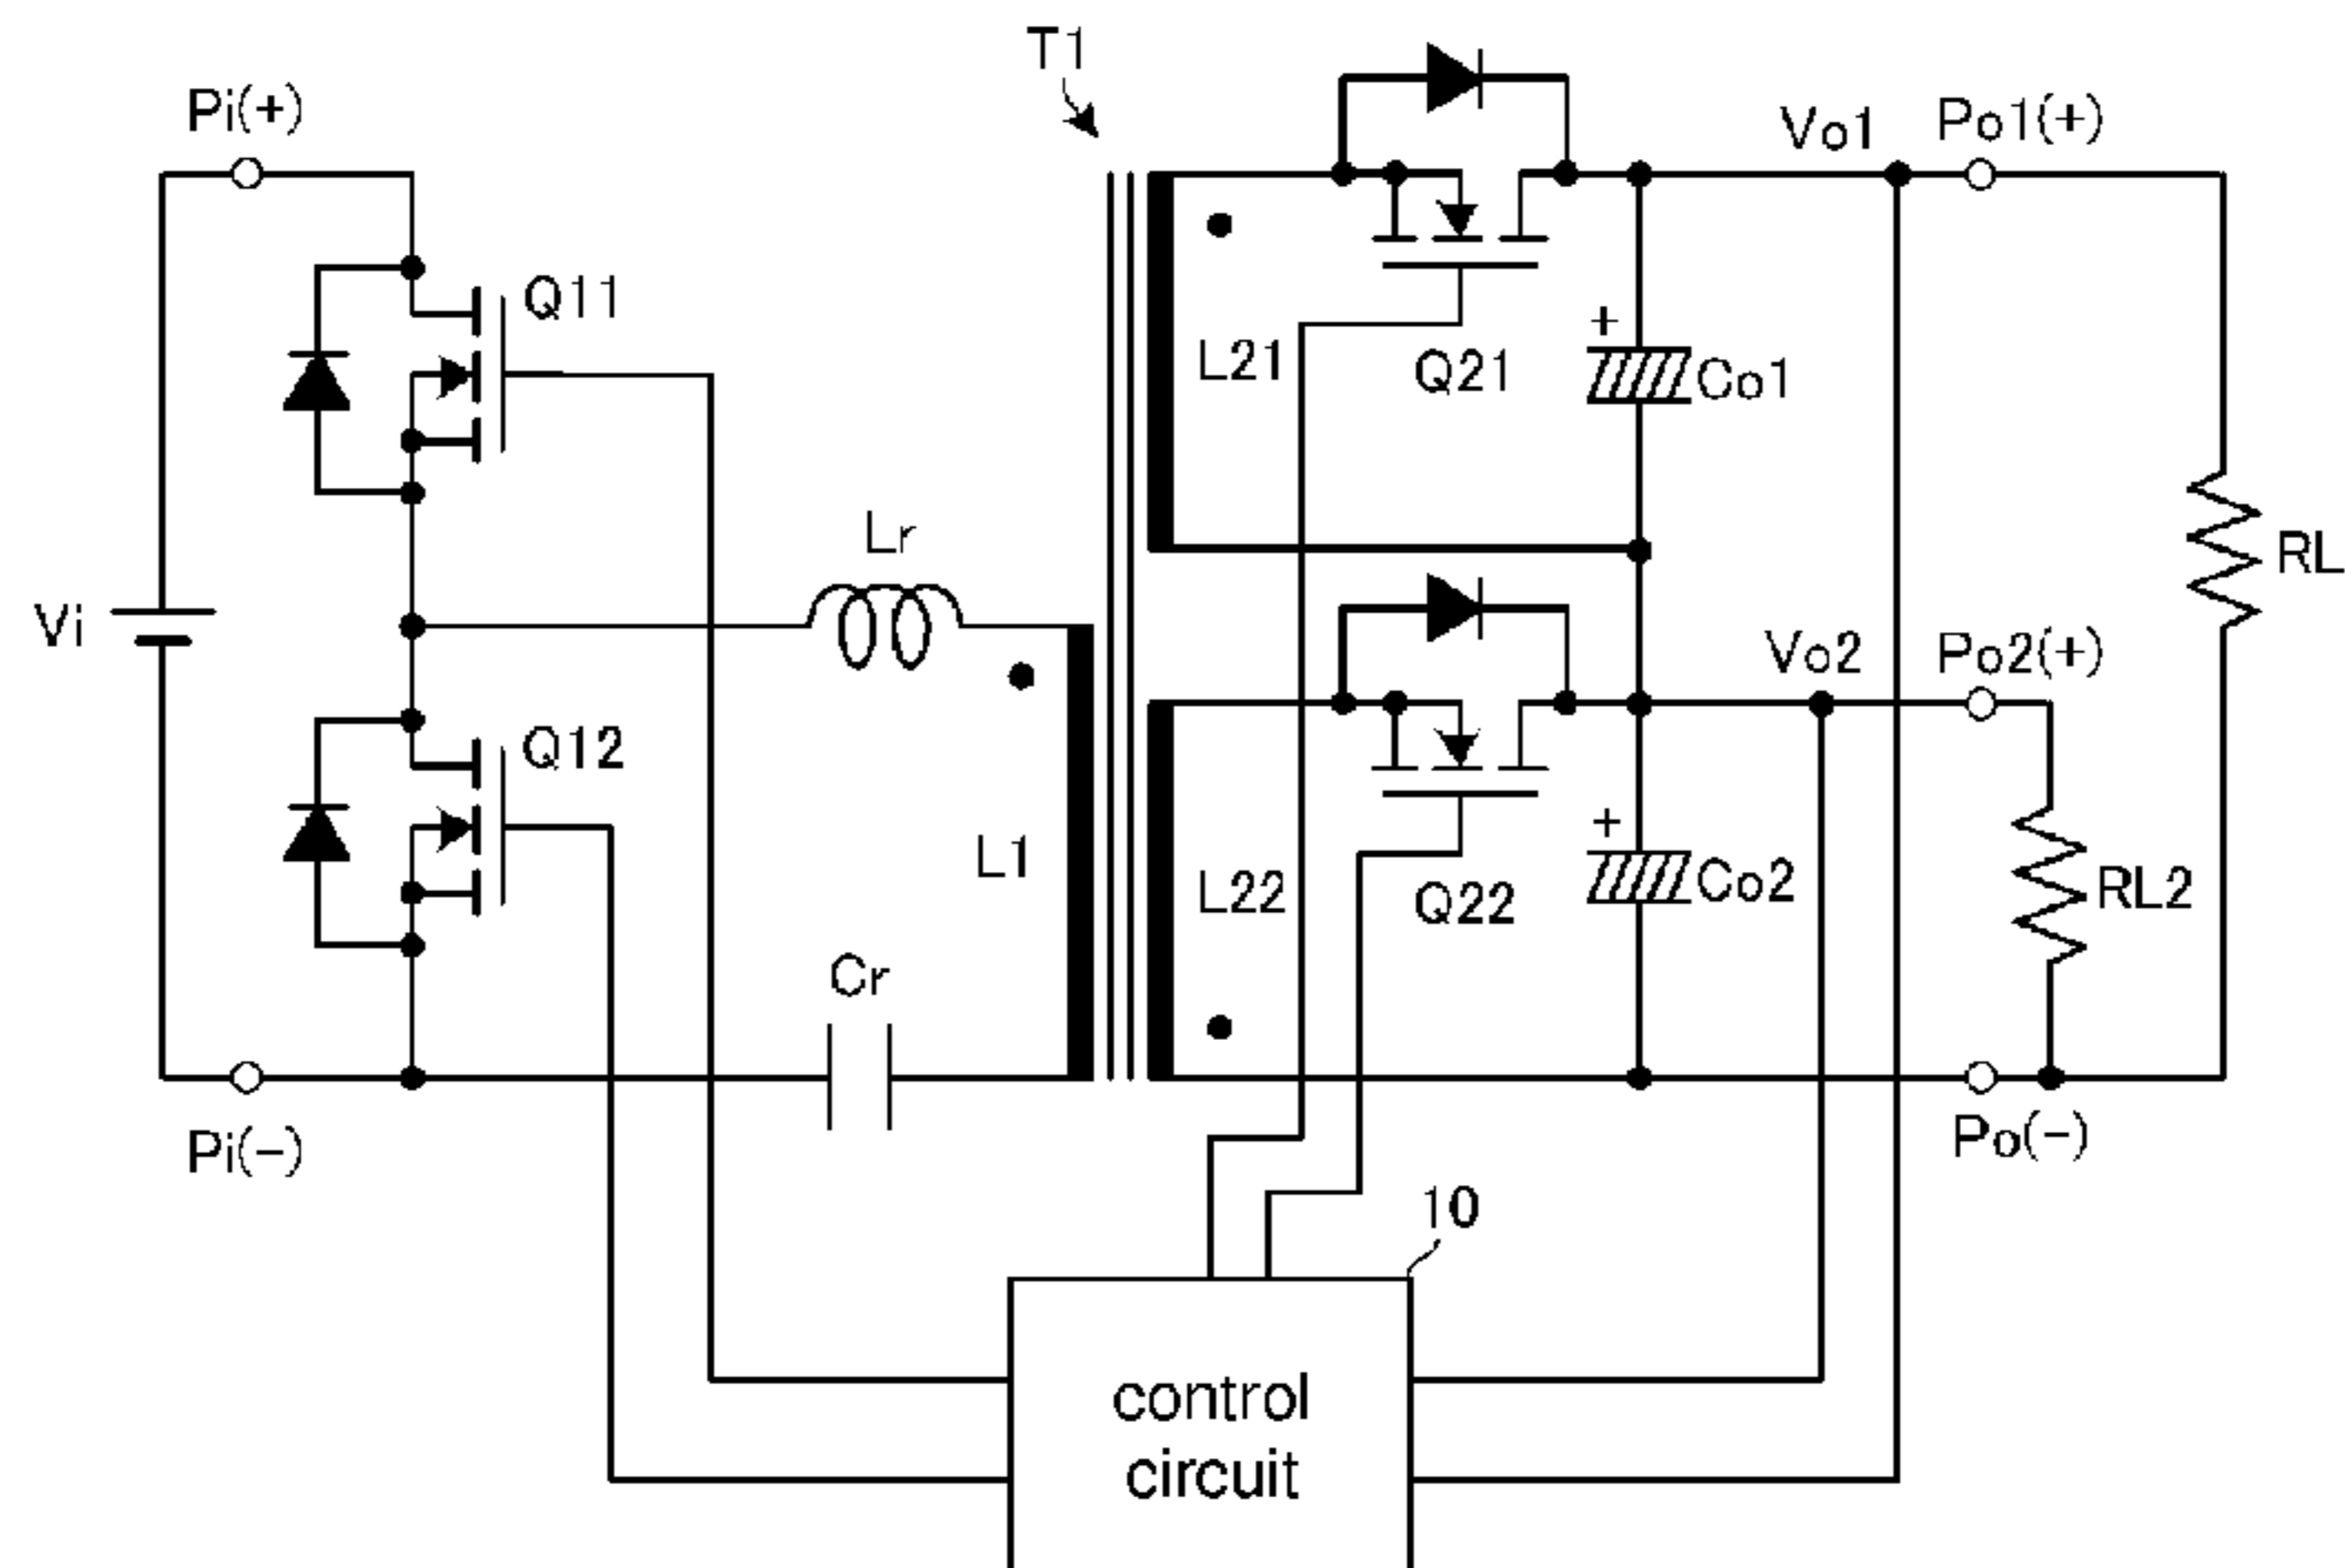 T1
Pi(+)
Vo1
Po1(+)
Q11
+
L21
Q21
Co1
Lr
RL
Vi
Vo2
Po2(+)
Q12
+
L1
L22
Q22
Co2
RL2
Cr
Pi(-)
Po(-)
10
control
circuit